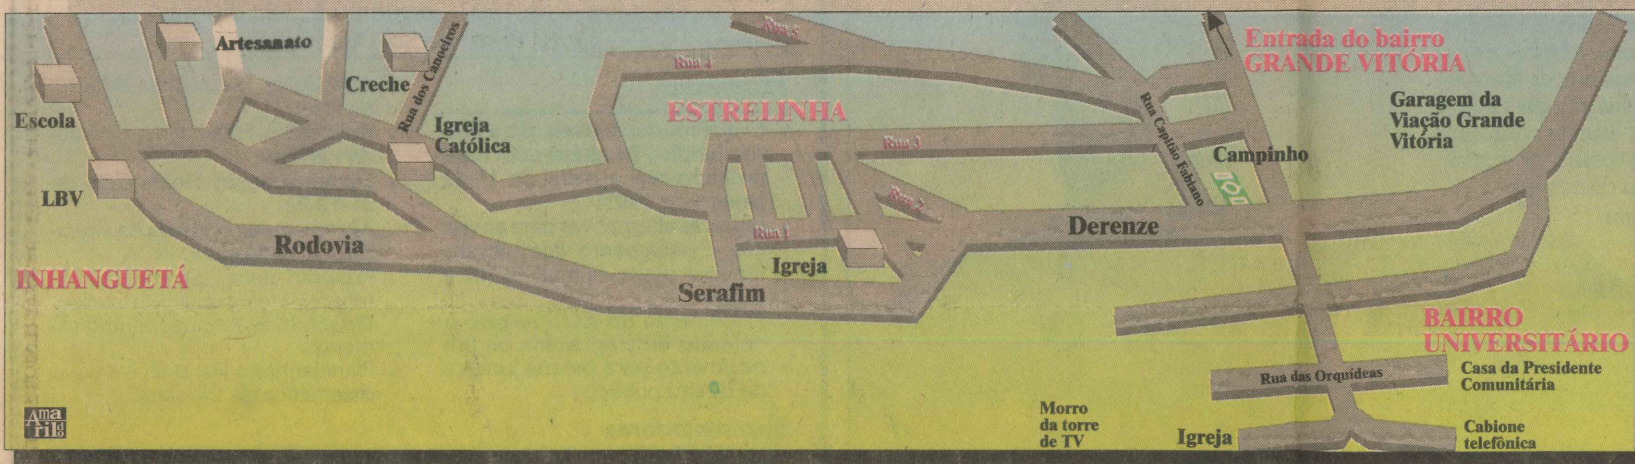 Artesanato
Creche
Rua dos Canoeiros
Escola
Igreja
Católica
LBV
INHANGUETÁ
Rodovia
Serafim
Derenze
ESTRELINHA
Rua 5
Rua 4
Rua 3
Rua 2
Rua 1
Igreja
Rua Capitão Fabiano
Campinho
Entrada do bairro
GRANDE VITÓRIA
Garagem da
Viação Grande
Vitória
BAIRRO
UNIVERSITÁRIO
Rua das Orquídeas
Casa da Presidente
Comunitária
Morro
da torre
de TV
Igreja
Cabione
telefônica
Ama
rildo